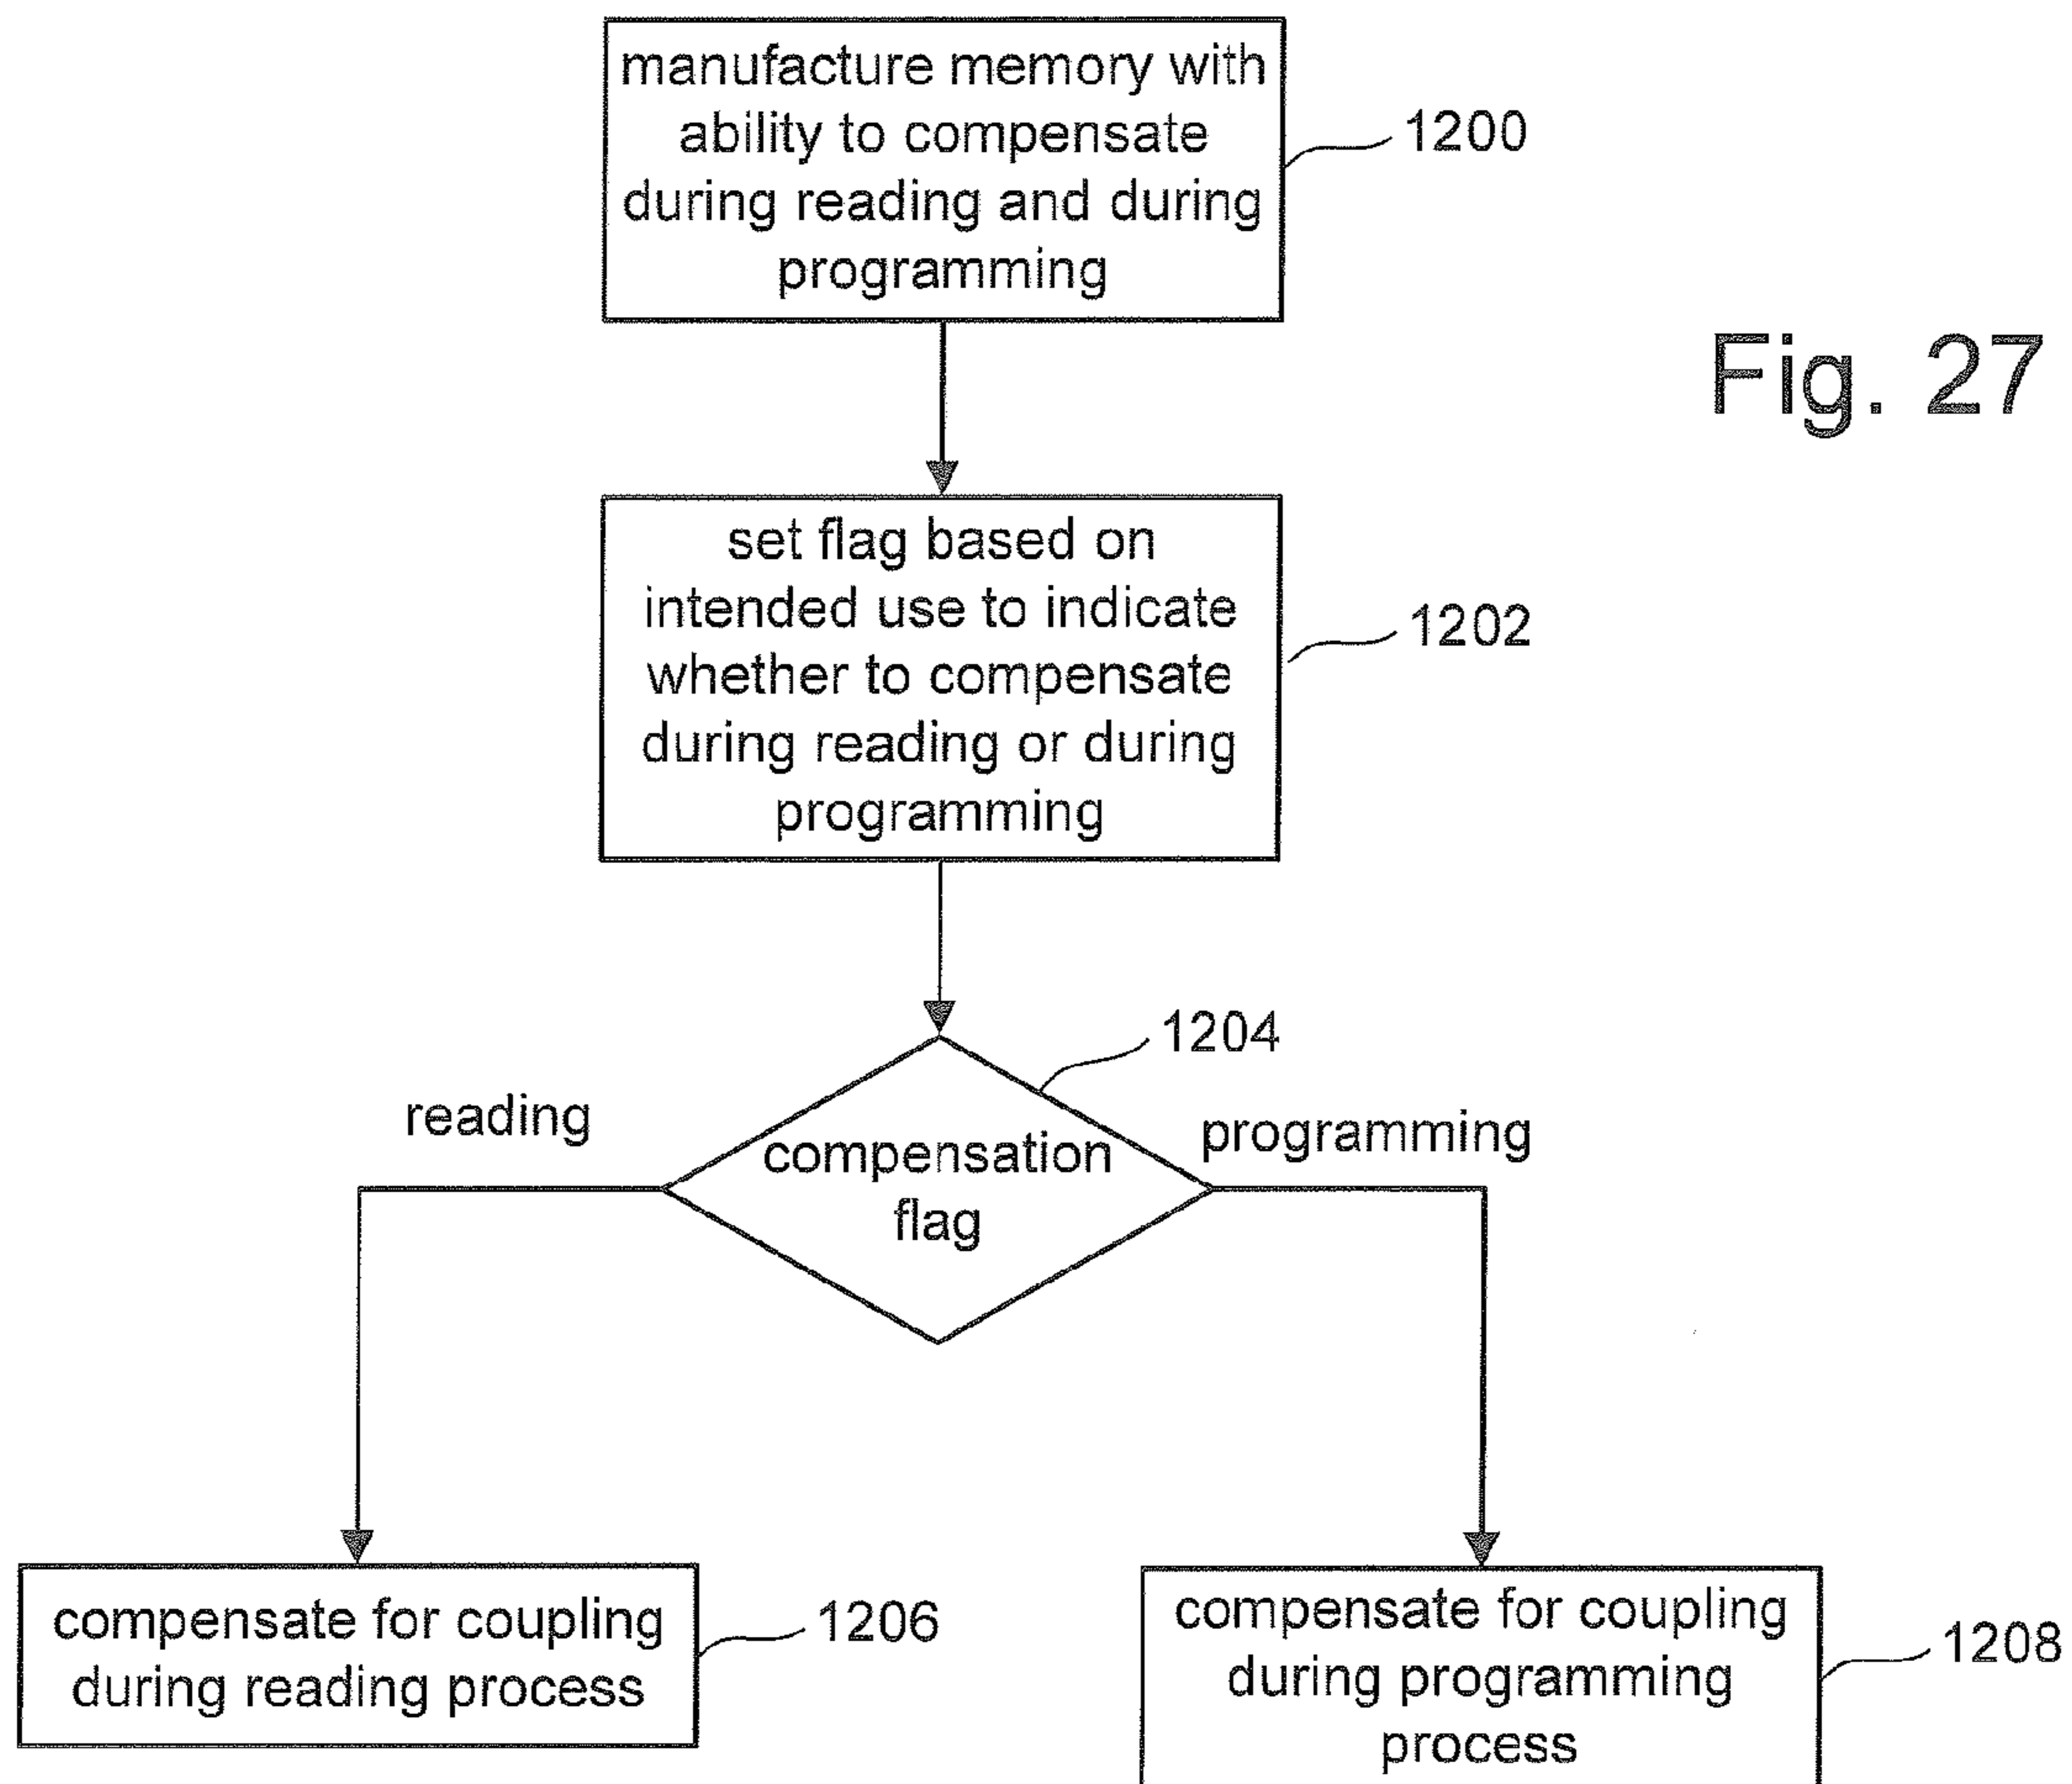 manufacture memory with
ability to compensate
during reading and during
programming
1200
Fig. 27
set flag based on
intended use to indicate
whether to compensate
during reading or during
programming
1202
1204
reading
programming
compensation
flag
compensate for coupling
during reading process
1206
compensate for coupling
during programming
process
1208